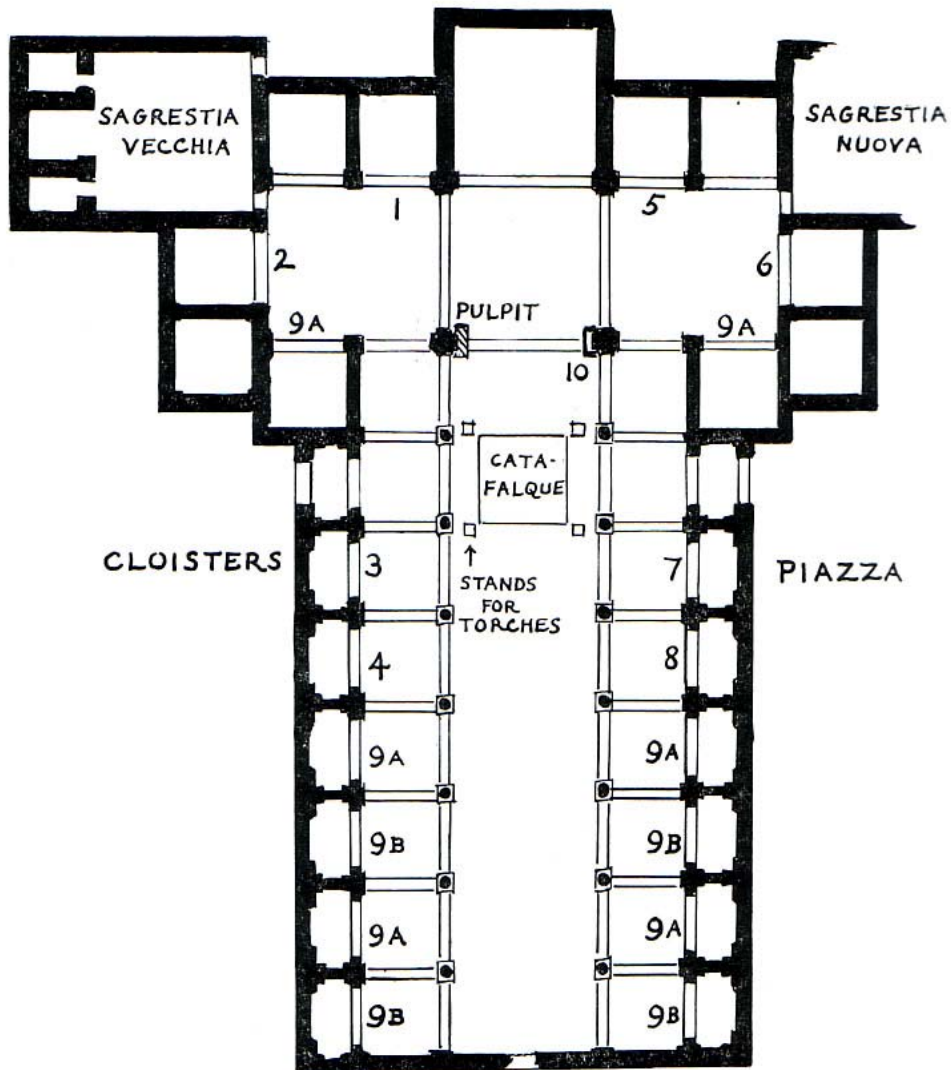 SAGRESTIA
VECCHIA
SAGRESTIA
NUOVA
1
5
2
6
9A
PULPIT
9A
10
CATA-
FALQUE
CLOISTERS
3
↑
STANDS
FOR
TORCHES
7
PIAZZA
4
8
9A
9A
9B
9B
9A
9A
9B
9B